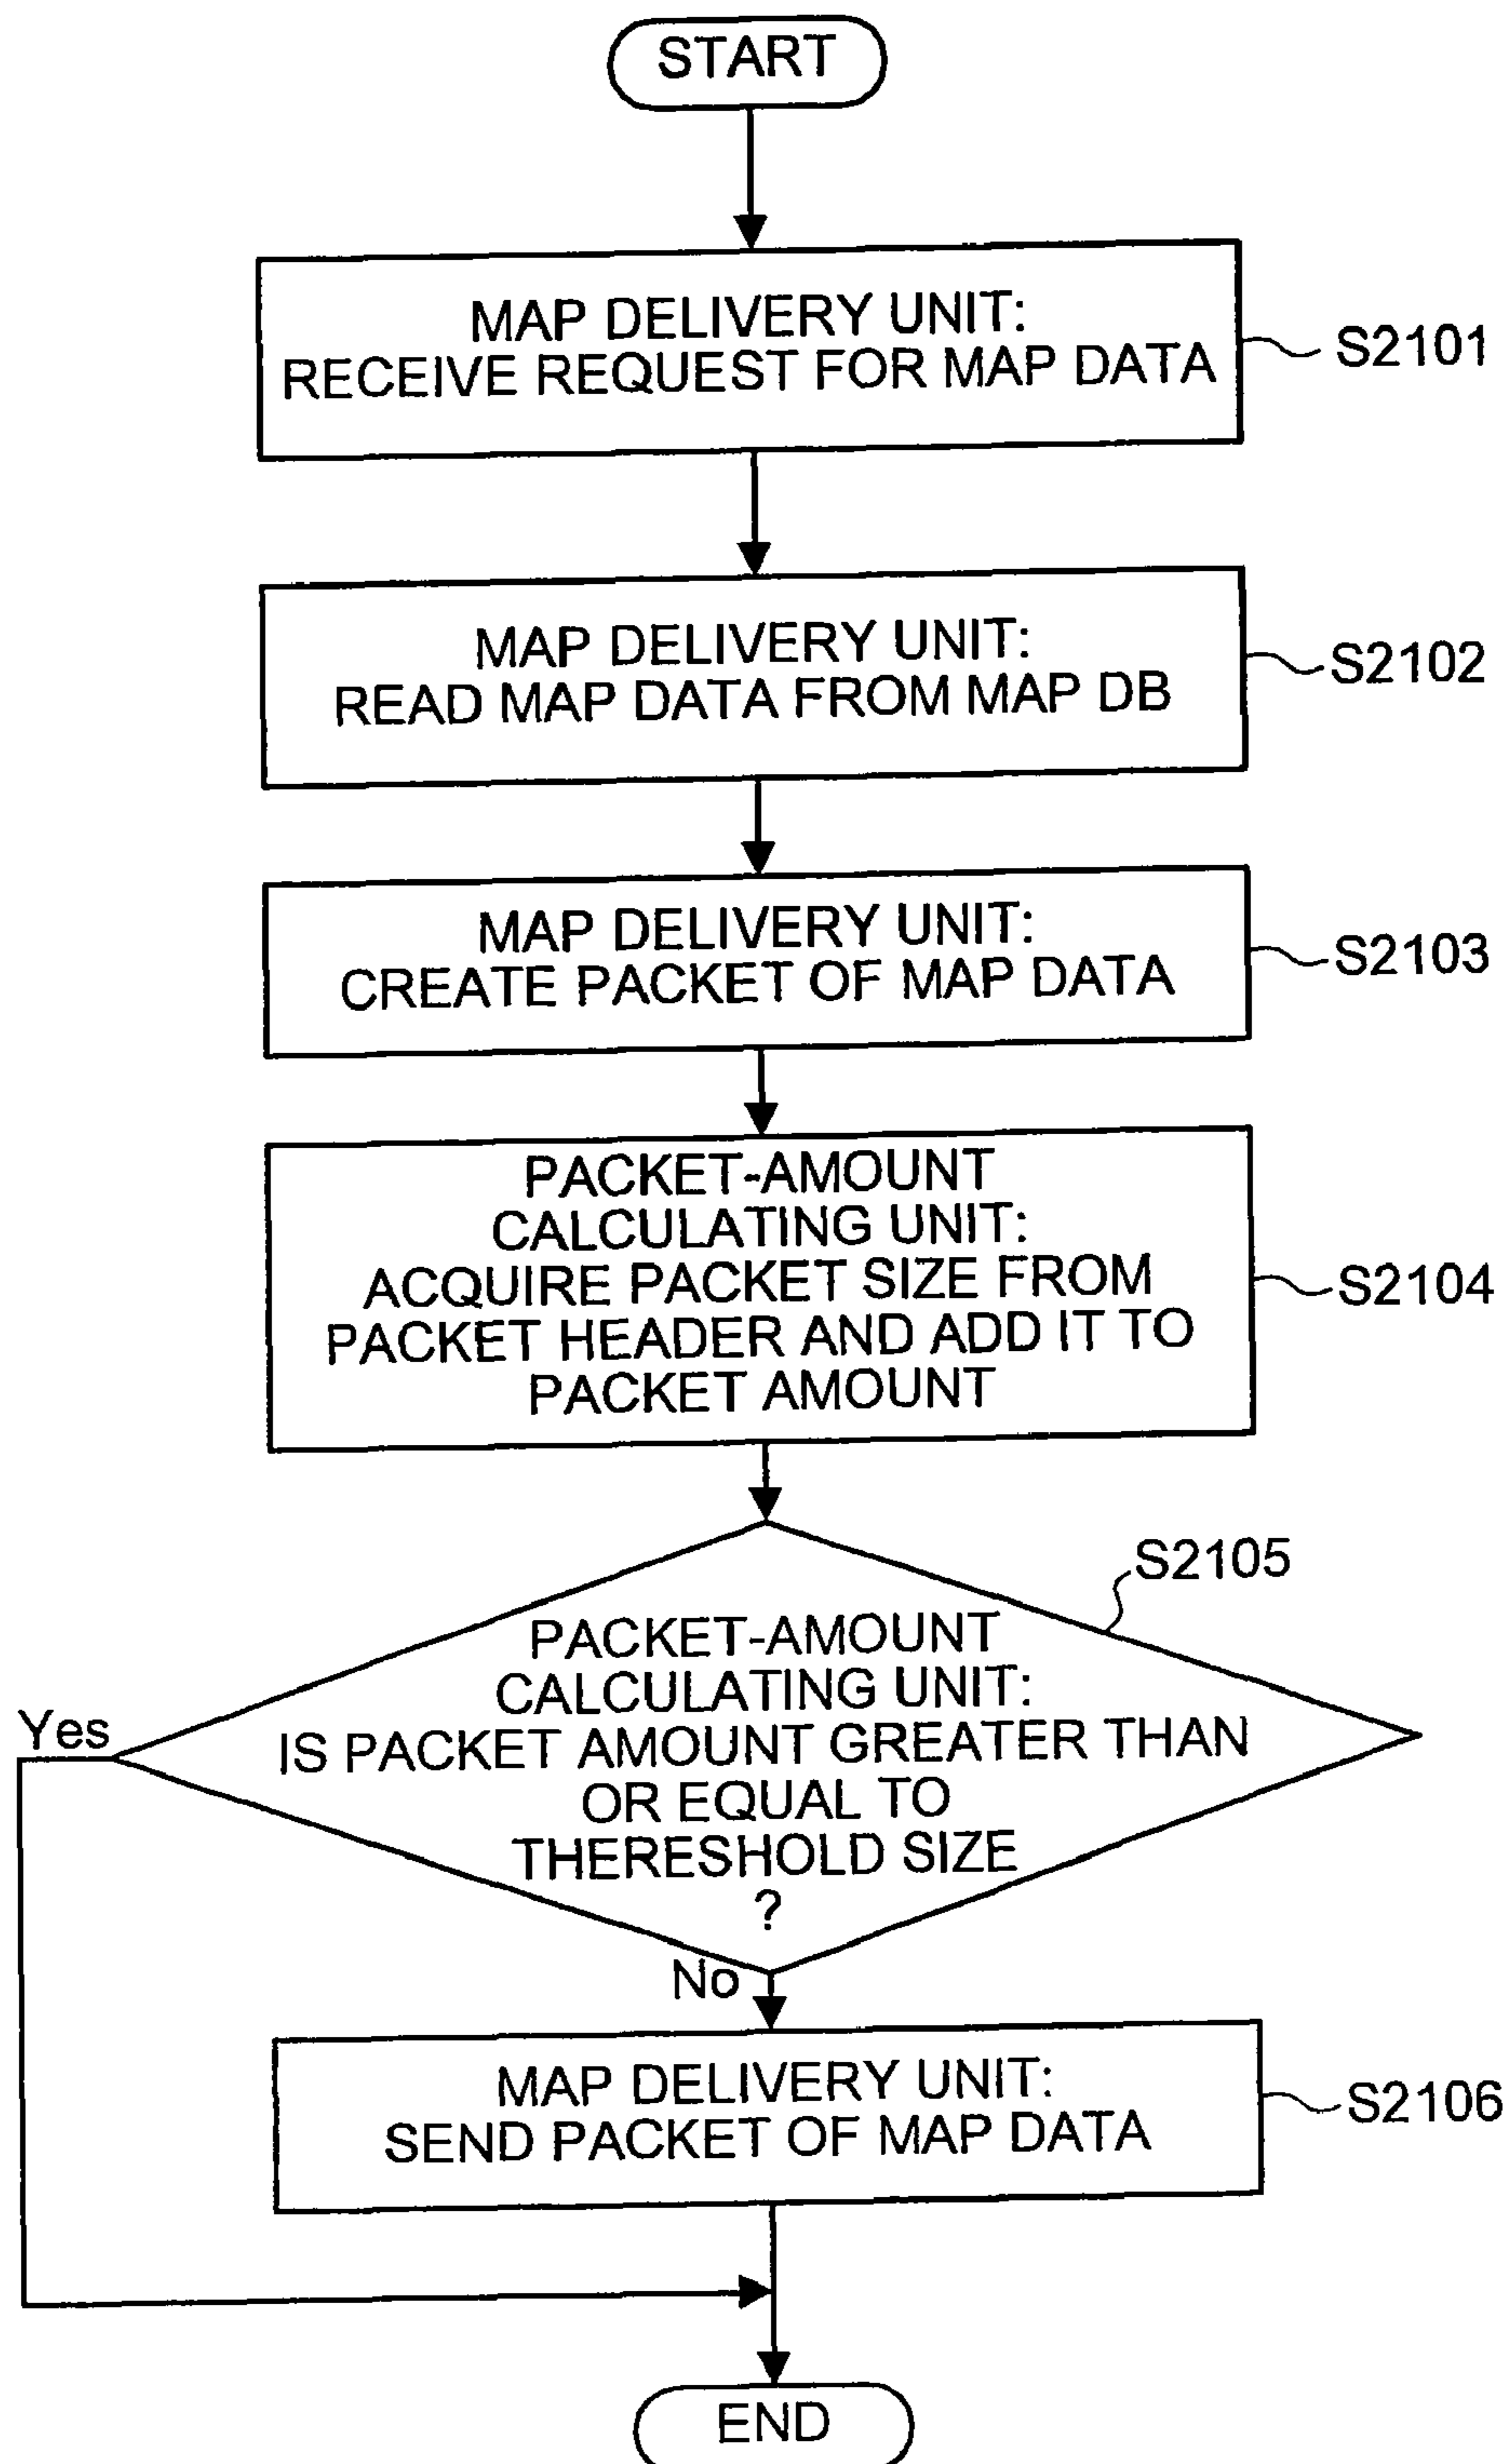 START
MAP DELIVERY UNIT:
RECEIVE REQUEST FOR MAP DATA
S2101
MAP DELIVERY UNIT:
READ MAP DATA FROM MAP DB
S2102
MAP DELIVERY UNIT:
CREATE PACKET OF MAP DATA
S2103
PACKET-AMOUNT
CALCULATING UNIT:
ACQUIRE PACKET SIZE FROM
PACKET HEADER AND ADD IT TO
PACKET AMOUNT
S2104
S2105
PACKET-AMOUNT
CALCULATING UNIT:
IS PACKET AMOUNT GREATER THAN
OR EQUAL TO
THERESHOLD SIZE
?
Yes
No
MAP DELIVERY UNIT:
SEND PACKET OF MAP DATA
S2106
END